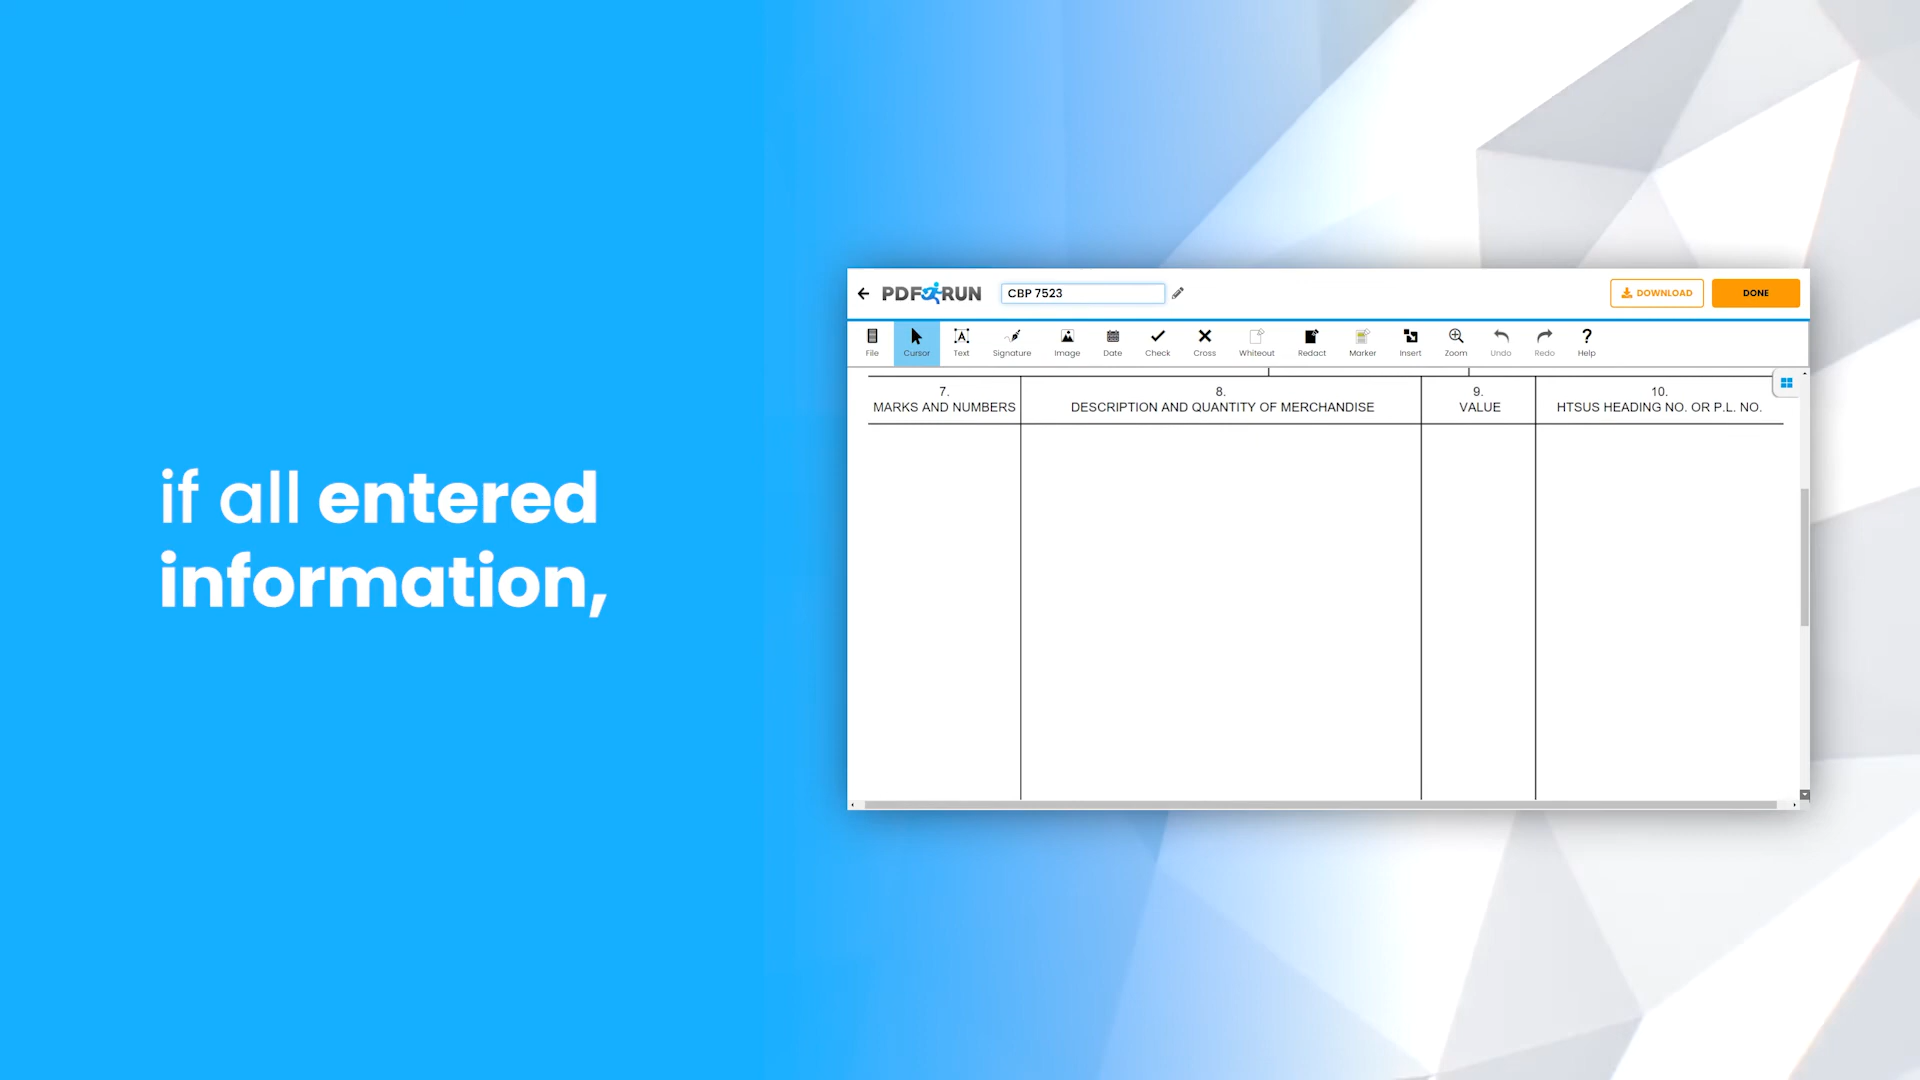 if all entered
information,
PDF RUN
CBP 7523
DOWNLOAD
DONE
File
Cursor
Text
Signature
Image
Date
Check
Cross
Whiteout
Redact
Marker
Insert
Zoom
Undo
Redo
Help
7.
MARKS AND NUMBERS
8.
DESCRIPTION AND QUANTITY OF MERCHANDISE
9.
VALUE
10.
HTSUS HEADING NO. OR P.L. NO.